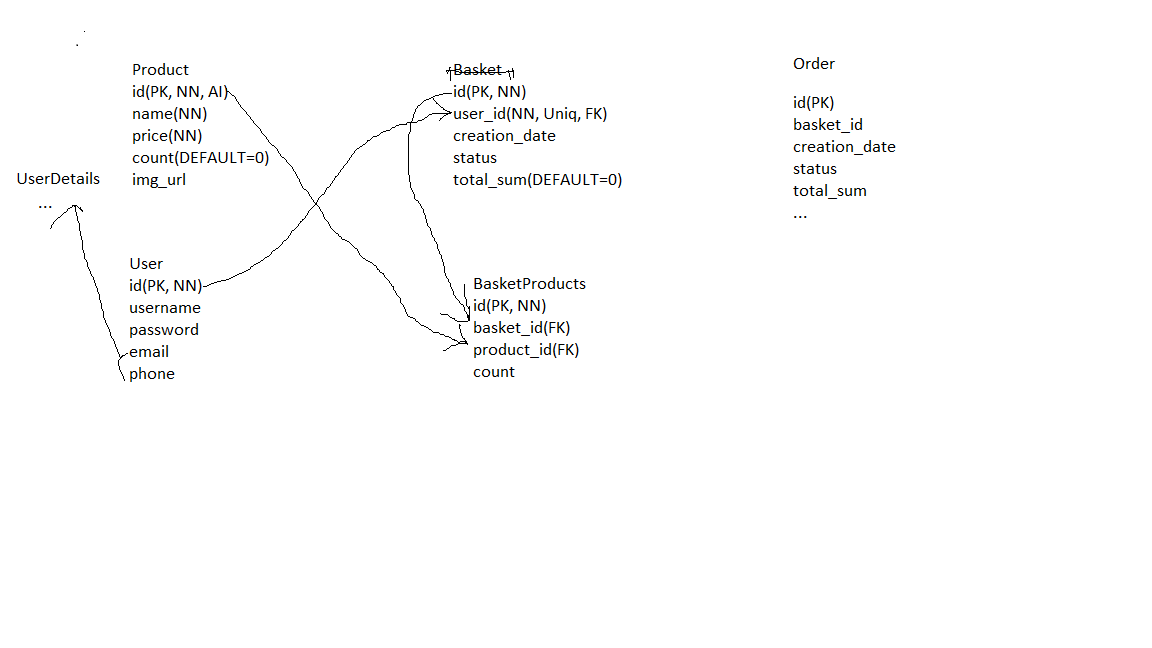 Product
id(PK, NN, AI)
name(NN)
price(NN)
count(DEFAULT=0)
img_url
UserDetails
...
User
id(PK, NN)
username
password
email
phone
Basket
id(PK, NN)
user_id(NN, Uniq, FK)
creation_date
status
total_sum(DEFAULT=0)
BasketProducts
id(PK, NN)
basket_id(FK)
product_id(FK)
count
Order
id(PK)
basket_id
creation_date
status
total_sum
...